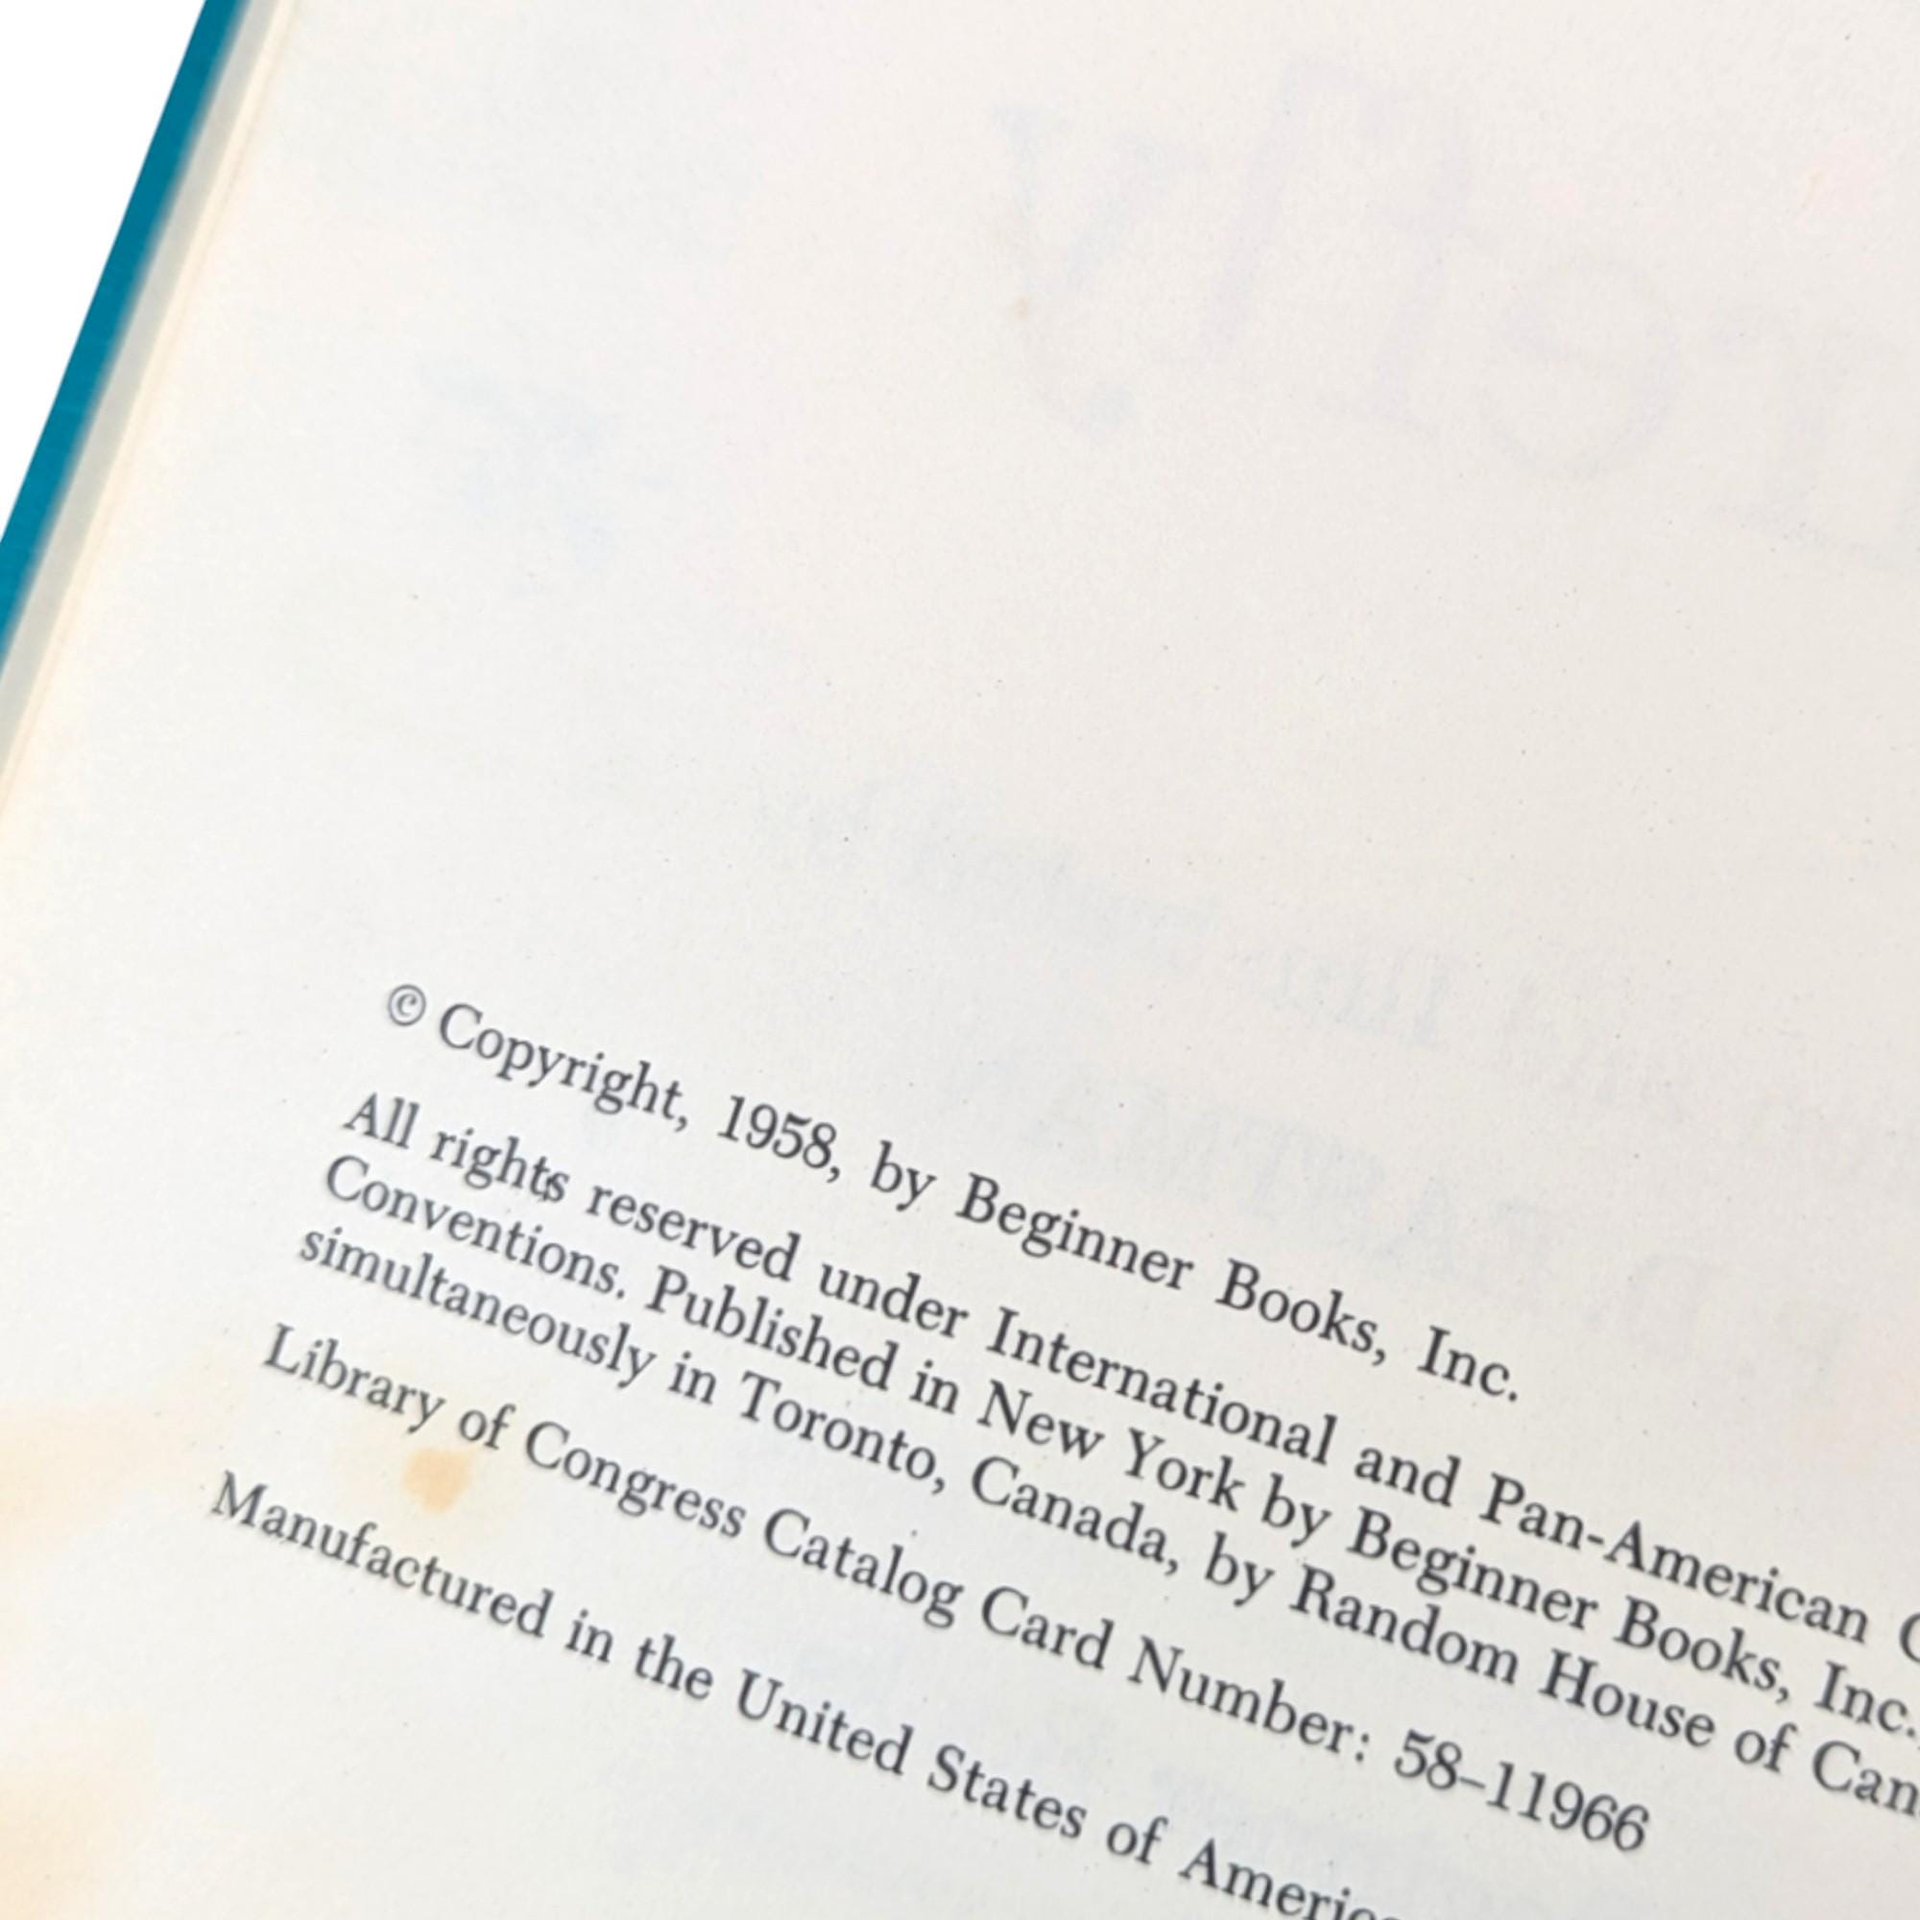 © Copyright, 1958, by Beginner Books, Inc.
All rights reserved under International and Pan-American C
Conventions. Published in New York by Beginner Books, Inc.,
simultaneously in Toronto, Canada, by Random House of Can
Library of Congress Catalog Card Number: 58-11966
Manufactured in the United States of Americ